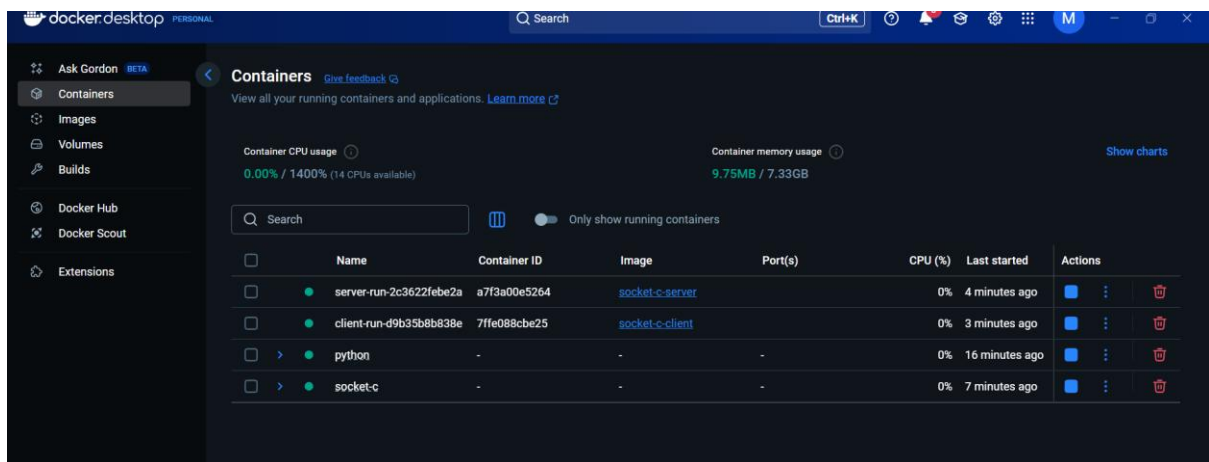 docker.desktop PERSONAL Search Ctrl+K M
Ask Gordon BETA
Containers
Images
Volumes
Builds
Docker Hub
Docker Scout
Extensions
Containers Give feedback
View all your running containers and applications. Learn more
Container CPU usage
0.00% / 1400% (14 CPUs available)
Container memory usage
9.75MB / 7.33GB
Show charts
Search Only show running containers
Name Container ID Image Port(s) CPU (%) Last started Actions
server-run-2c3622febe2a a7f3a00e5264 socket-c-server 0% 4 minutes ago
client-run-d9b35b8b838e 7ffe088cbe25 socket-c-client 0% 3 minutes ago
python - - - 0% 16 minutes ago
socket-c - - - 0% 7 minutes ago